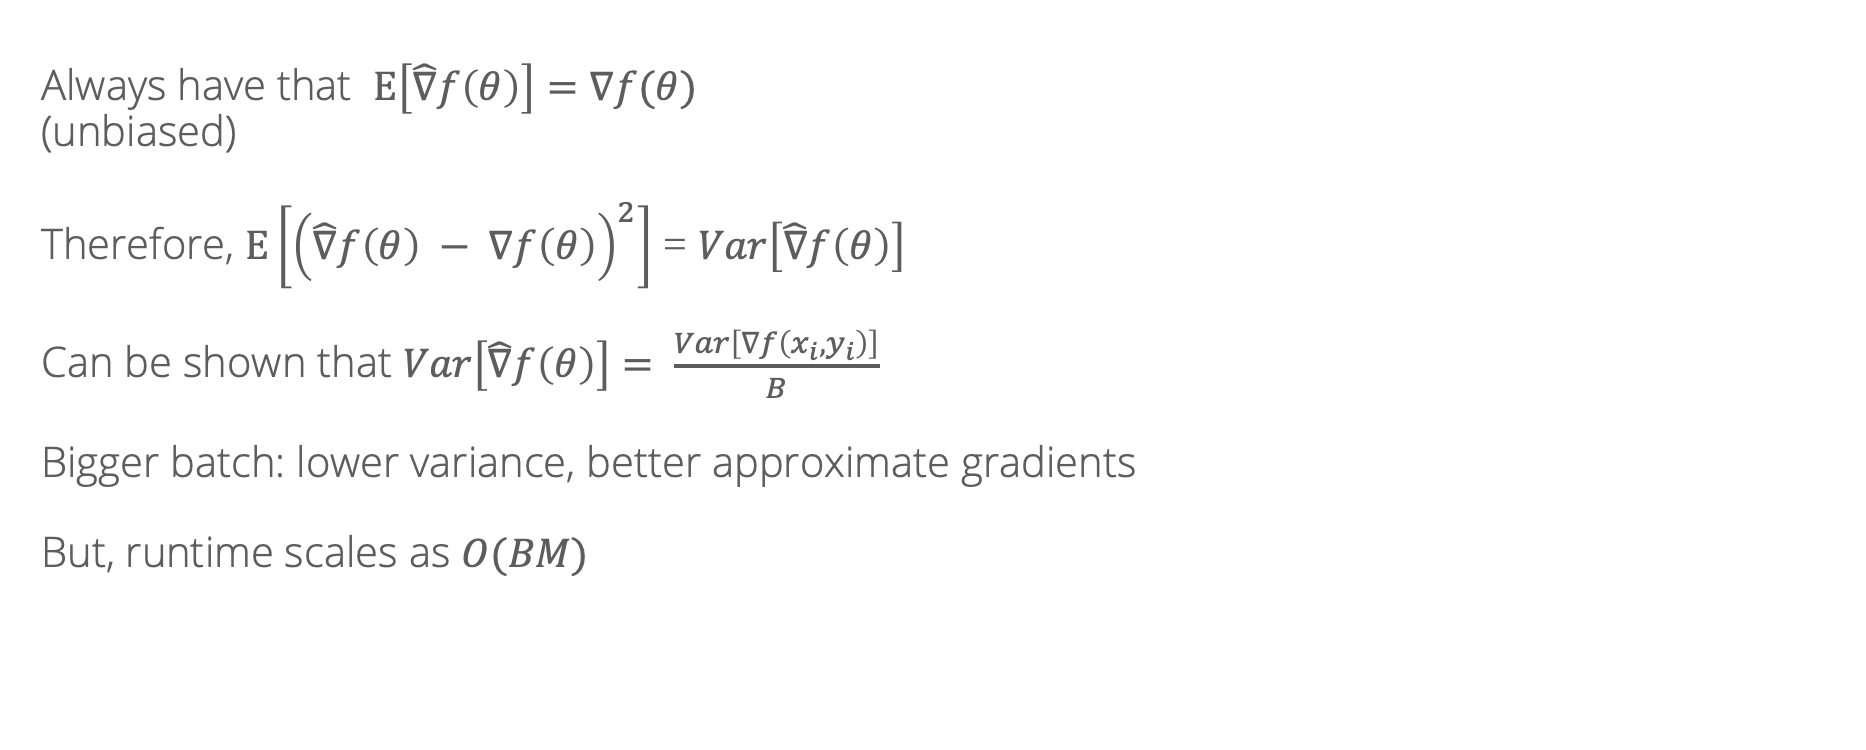 Always have that E[∇̂f(θ)] = ∇f(θ)
(unbiased)
Therefore, E[(∇̂f(θ) − ∇f(θ))²] = Var[∇̂f(θ)]
Can be shown that Var[∇̂f(θ)] = Var[∇f(xᵢ,yᵢ)] / B
Bigger batch: lower variance, better approximate gradients
But, runtime scales as O(BM)